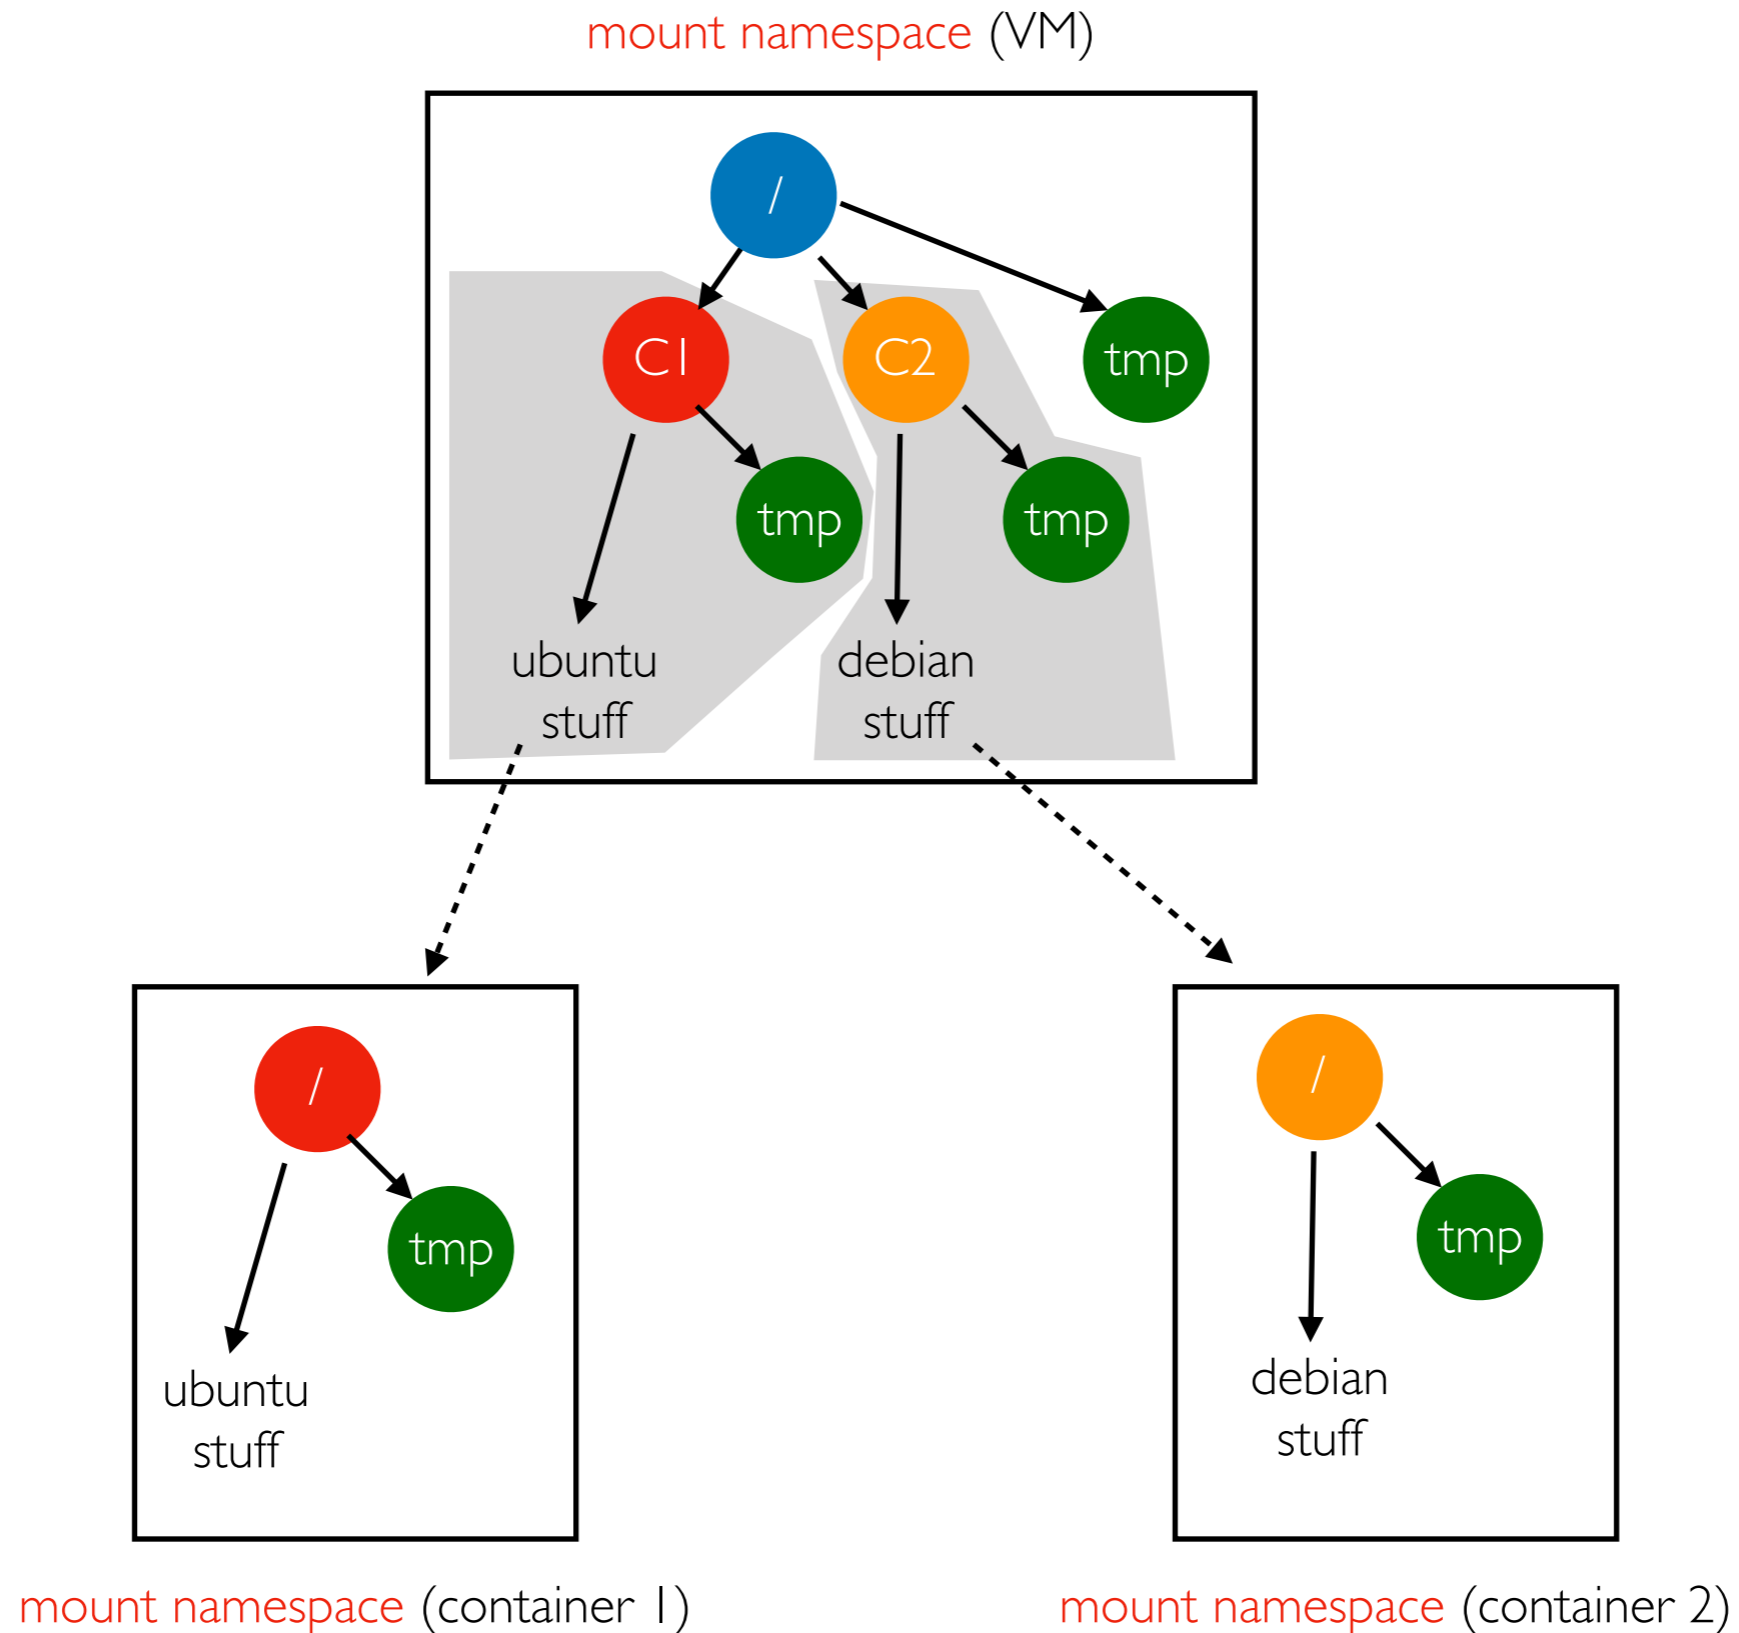 mount namespace (VM)
/
C1
C2
tmp
tmp
tmp
ubuntu
stuff
debian
stuff
/
tmp
ubuntu
stuff
mount namespace (container 1)
/
tmp
debian
stuff
mount namespace (container 2)